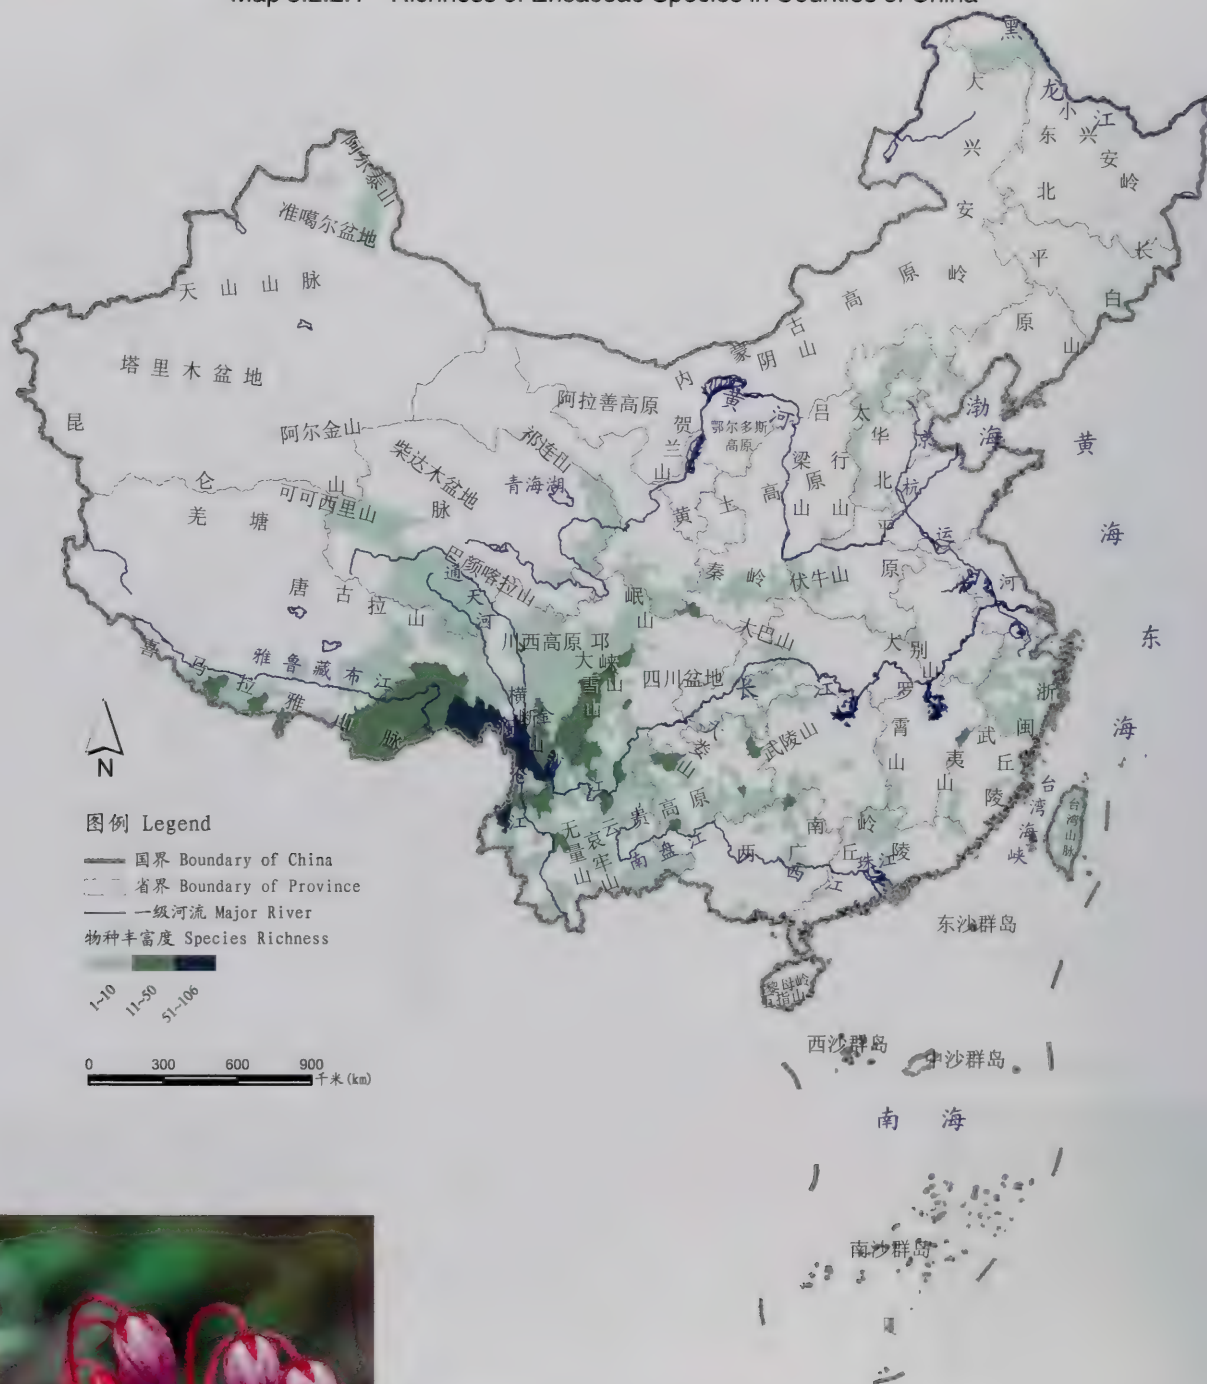 Map 3.2.2.1 Richness of Ericaceae Species in Counties of China
黑龙江
大兴安岭
小兴安岭
东北平原
长白山
阿尔泰山
准噶尔盆地
天山山脉
塔里木盆地
内蒙古高原
阴山
阿拉善高原
贺兰山
黄河
鄂尔多斯
高原
吕梁山
太行山
华北平原
京杭运河
渤海
黄海
昆仑山脉
阿尔金山
祁连山
柴达木盆地
青海湖
可可西里山
羌塘
黄土高原
巴颜喀拉山
通天河
唐古拉山
秦岭
伏牛山
岷山
川西高原
邛崃山
大雪山
四川盆地
大巴山
大别山
东海
喜马拉雅山脉
雅鲁藏布江
横断山
长江
罗霄山
武陵山
武夷山
浙闽丘陵
台湾海峡
台湾山脉
N
图例 Legend
国界 Boundary of China
省界 Boundary of Province
一级河流 Major River
物种丰富度 Species Richness
1~10
11~50
51~106
无量山
哀牢山
云贵高原
南盘江
南岭
两广丘陵
西江
珠江
东沙群岛
黎母岭
五指山
0 300 600 900
千米(km)
西沙群岛
中沙群岛
南海
南沙群岛